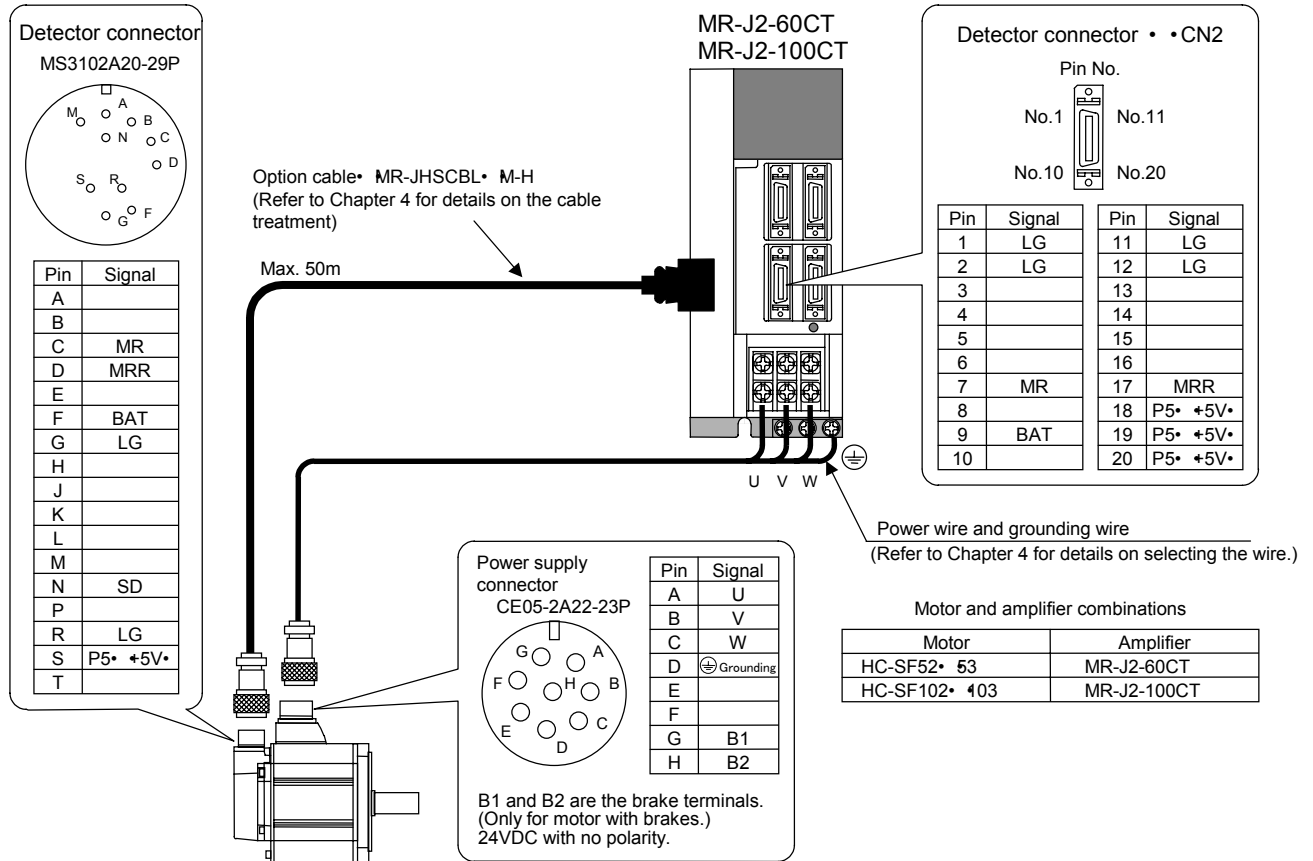 Detector connector
MS3102A20-29P
M
A
B
N
C
D
S
R
G
F
Pin Signal
A
B
C MR
D MRR
E
F BAT
G LG
H
J
K
L
M
N SD
P
R LG
S P5• +5V•
T
Option cable• MR-JHSCBL• M-H
(Refer to Chapter 4 for details on the cable
treatment)
Max. 50m
MR-J2-60CT
MR-J2-100CT
U V W
Detector connector • •CN2
Pin No.
No.1 No.11
No.10 No.20
Pin Signal Pin Signal
1 LG 11 LG
2 LG 12 LG
3 13
4 14
5 15
6 16
7 MR 17 MRR
8 18 P5• +5V•
9 BAT 19 P5• +5V•
10 20 P5• +5V•
Power wire and grounding wire
(Refer to Chapter 4 for details on selecting the wire.)
Motor and amplifier combinations
Motor Amplifier
HC-SF52• 53 MR-J2-60CT
HC-SF102• 103 MR-J2-100CT
Power supply
connector
CE05-2A22-23P
G A
F H B
E C
D
Pin Signal
A U
B V
C W
D Grounding
E
F
G B1
H B2
B1 and B2 are the brake terminals.
(Only for motor with brakes.)
24VDC with no polarity.